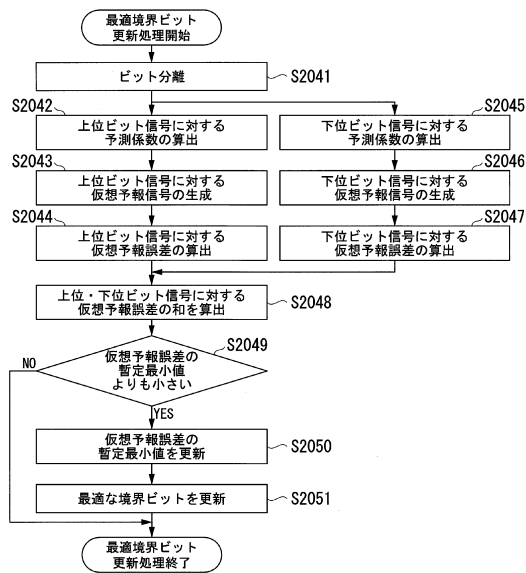 最適境界ビット
更新処理開始
ビット分離
S2041
S2042
上位ビット信号に対する
予測係数の算出
S2045
下位ビット信号に対する
予測係数の算出
S2043
上位ビット信号に対する
仮想予報信号の生成
S2046
下位ビット信号に対する
仮想予報信号の生成
S2044
上位ビット信号に対する
仮想予報誤差の算出
S2047
下位ビット信号に対する
仮想予報誤差の算出
上位・下位ビット信号に対する
仮想予報誤差の和を算出
S2048
S2049
仮想予報誤差の
暫定最小値
よりも小さい
NO
YES
仮想予報誤差の
暫定最小値を更新
S2050
最適な境界ビットを更新
S2051
最適境界ビット
更新処理終了